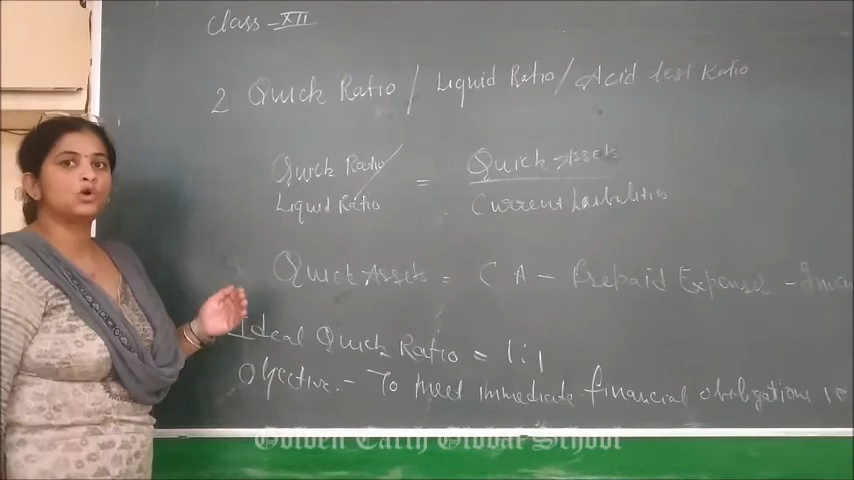 Class - XII
2 Quick Ratio / Liquid Ratio / Acid test Ratio
Quick Ratio / = Quick Assets
Liquid Ratio Current Laibilities
Quick Assets = CA - Prepaid Expenses -
Ideal Quick Ratio = 1:1
Objective:- To meet immediate financial obligations
Golden Earth Global School